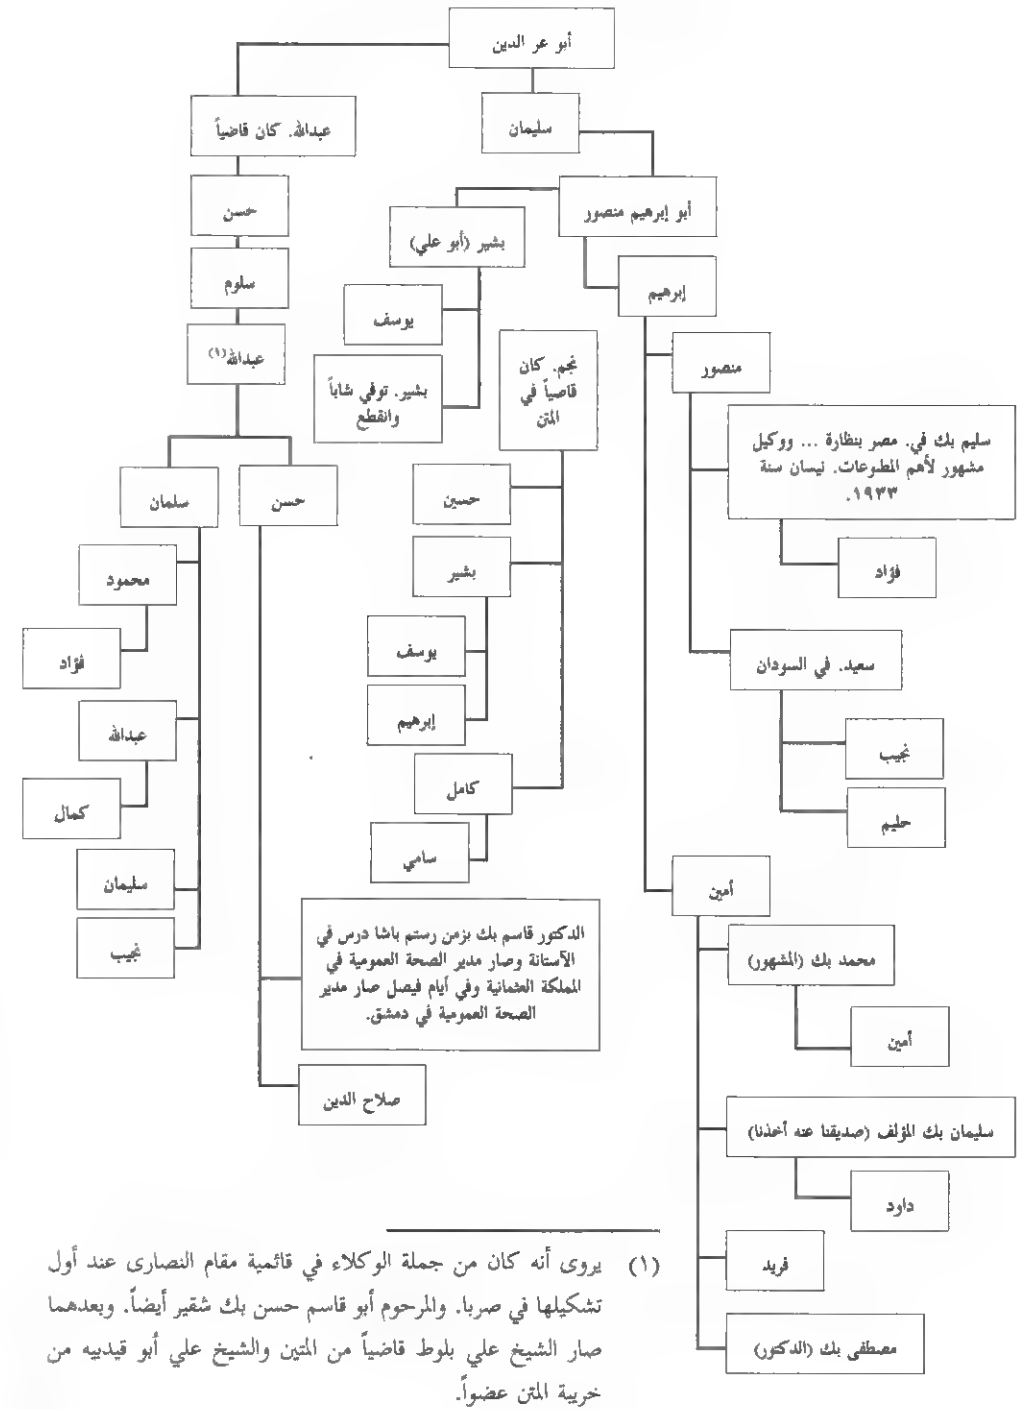 أبو عز الدين
سليمان
عبدالله. كان قاضياً
أبو إبرهيم منصور
حسن
بشير (أبو علي)
إبرهيم
سلوم
يوسف
منصور
عبدالله(١)
نجم. كان
قاضياً في
المتن
بشير. توفي شاباً
وانقطع
سليم بك في. مصر بنظارة ... ووكيل
مشهور لأهم المطبوعات. نيسان سنة
١٩٣٣.
سلمان
حسن
حسين
فؤاد
محمود
بشير
فؤاد
يوسف
سعيد. في السودان
إبرهيم
عبدالله
نجيب
كمال
كامل
حليم
سامي
سليمان
أمين
نجيب
الدكتور قاسم بك بزمن رستم باشا درس في
الآستانة وصار مدير الصحة العمومية في
المملكة العثمانية وفي أيام فيصل صار مدير
الصحة العمومية في دمشق.
محمد بك (المشهور)
أمين
صلاح الدين
سليمان بك المؤلف (صديقنا عنه أخذنا)
داود
فريد
مصطفى بك (الدكتور)
(١) يروى أنه كان من جملة الوكلاء في قائمية مقام النصارى عند أول
تشكيلها في صربا. والمرحوم أبو قاسم حسن بك شقير أيضاً. وبعدهما
صار الشيخ علي بلوط قاضياً من المتين والشيخ علي أبو قيدبيه من
خريبة المتن عضواً.